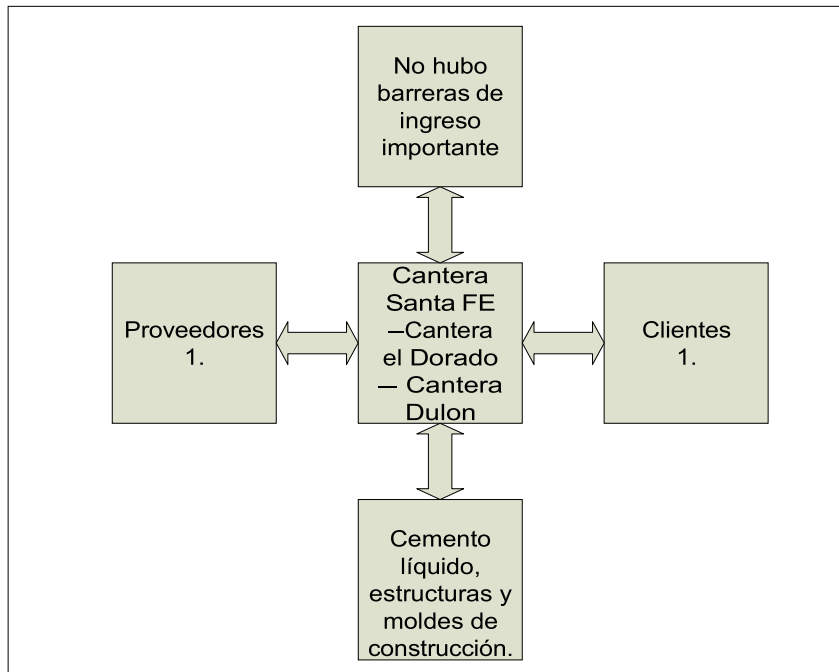 No hubo
barreras de
ingreso
importante
Proveedores
1.
Cantera
Santa FE
–Cantera
el Dorado
– Cantera
Dulon
Clientes
1.
Cemento
líquido,
estructuras y
moldes de
construcción.